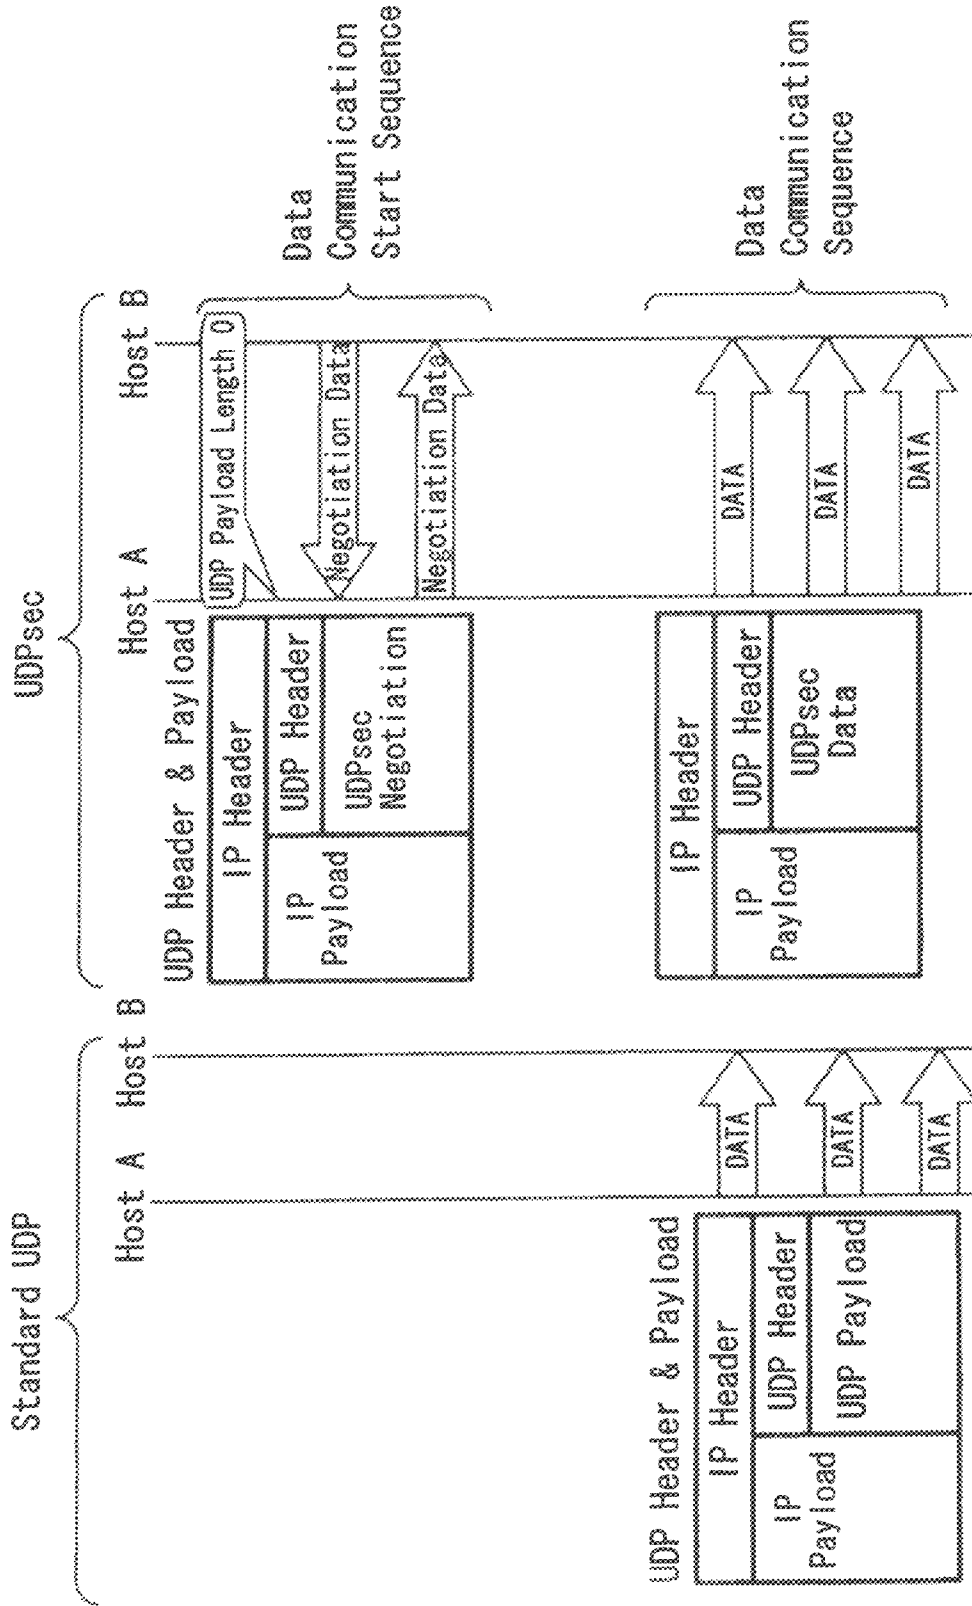 Standard UDP
Host A
Host B
UDP Header & Payload
IP Header
IP
Payload
UDP Header
UDP Payload
DATA
DATA
DATA
UDPsec
Host A
Host B
UDP Header & Payload
IP Header
IP
Payload
UDP Header
UDPsec
Negotiation
UDP Payload Length 0
Negotiation Data
Negotiation Data
Data
Communication
Start Sequence
IP Header
IP
Payload
UDP Header
UDPsec
Data
DATA
DATA
DATA
Data
Communication
Sequence